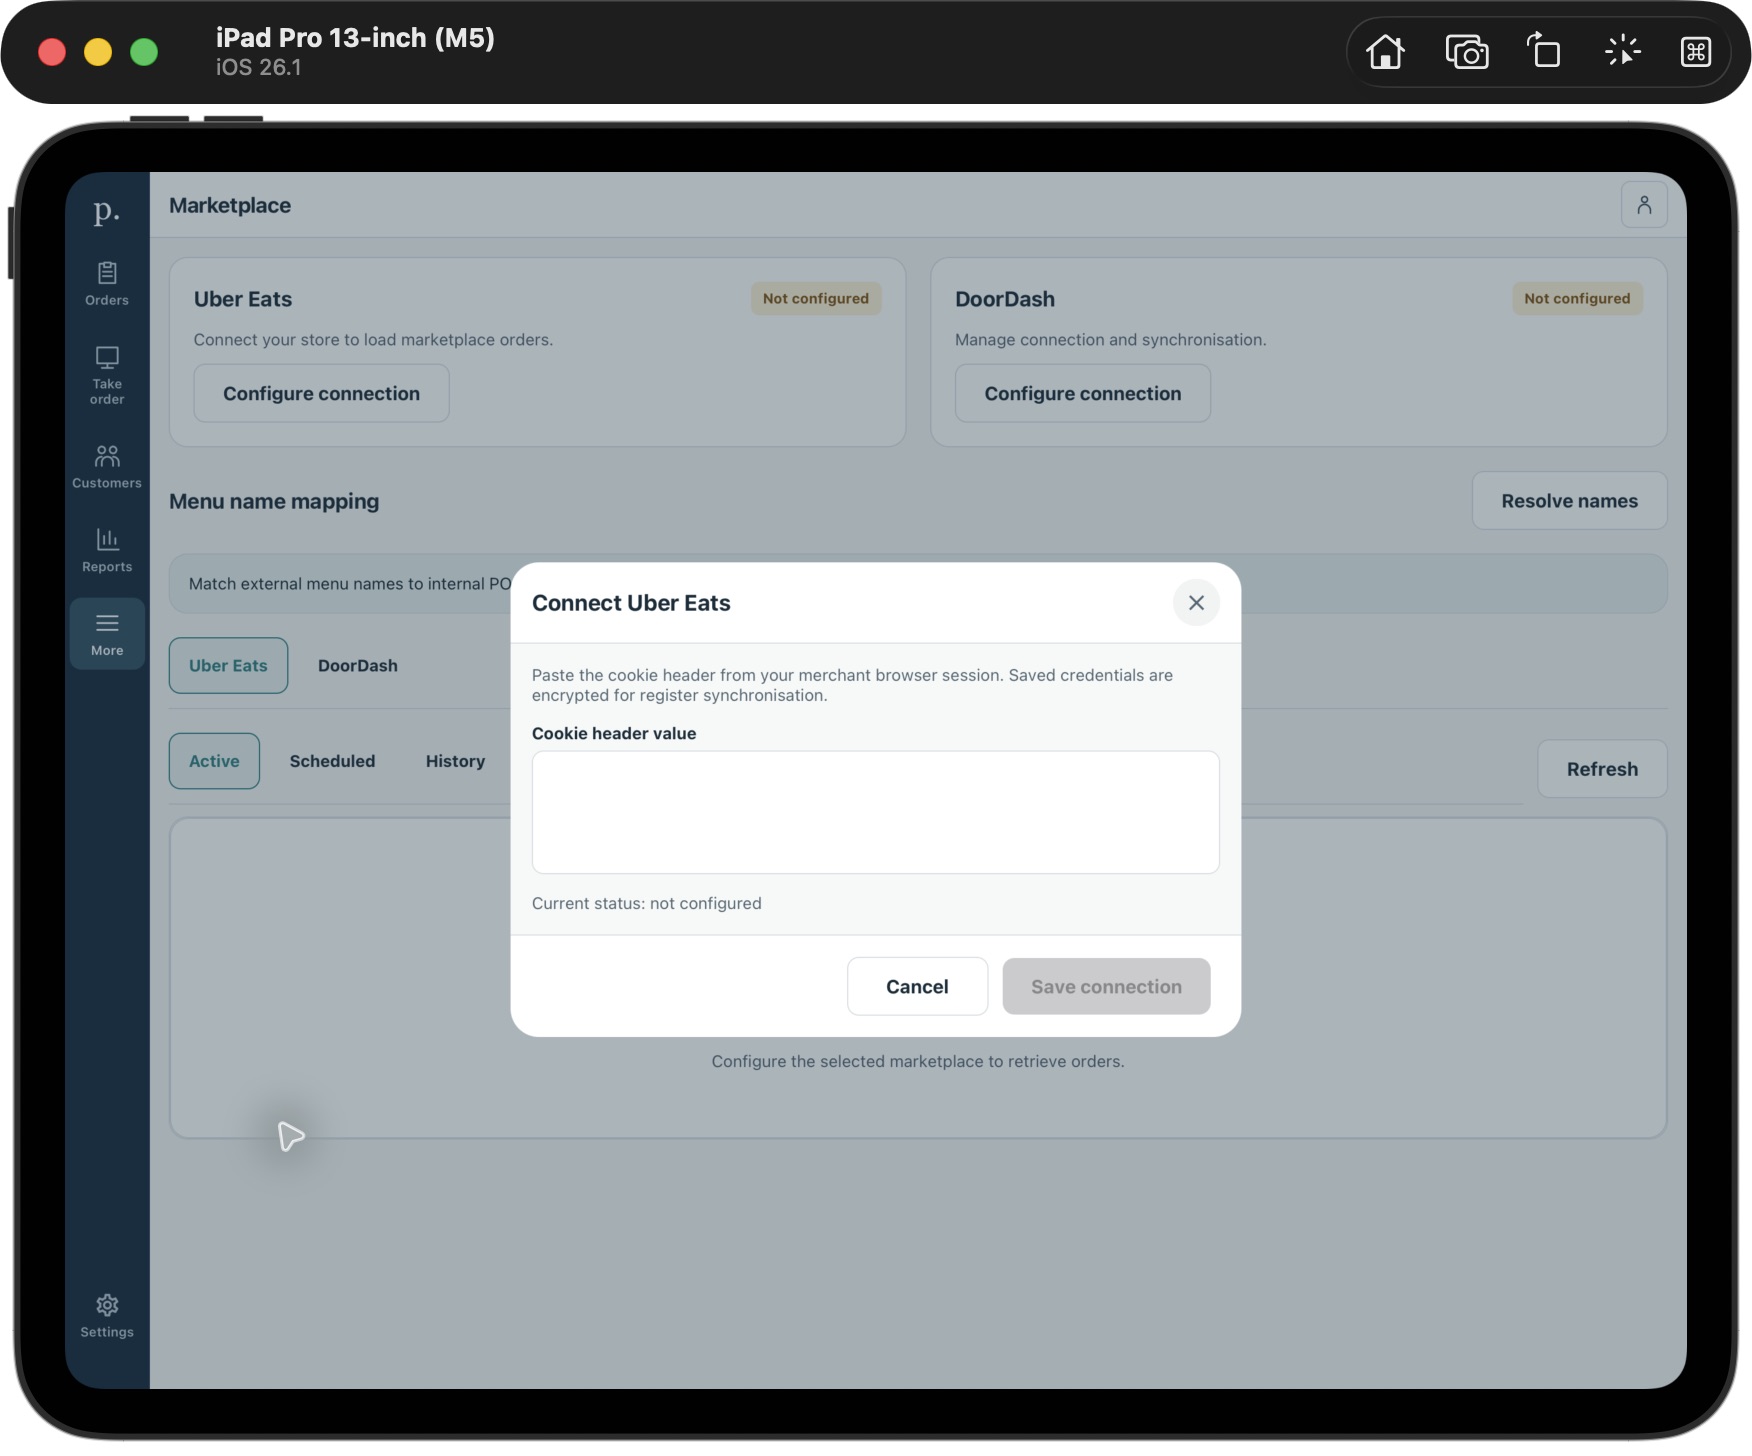 iPad Pro 13-inch (M5)
iOS 26.1
p.
Orders
Take
order
Customers
Reports
More
Settings
Marketplace
Uber Eats
Not configured
Connect your store to load marketplace orders.
Configure connection
DoorDash
Not configured
Manage connection and synchronisation.
Configure connection
Menu name mapping
Resolve names
Match external menu names to internal PO
Uber Eats
DoorDash
Active
Scheduled
History
Refresh
Connect Uber Eats
Paste the cookie header from your merchant browser session. Saved credentials are
encrypted for register synchronisation.
Cookie header value
Current status: not configured
Cancel
Save connection
Configure the selected marketplace to retrieve orders.